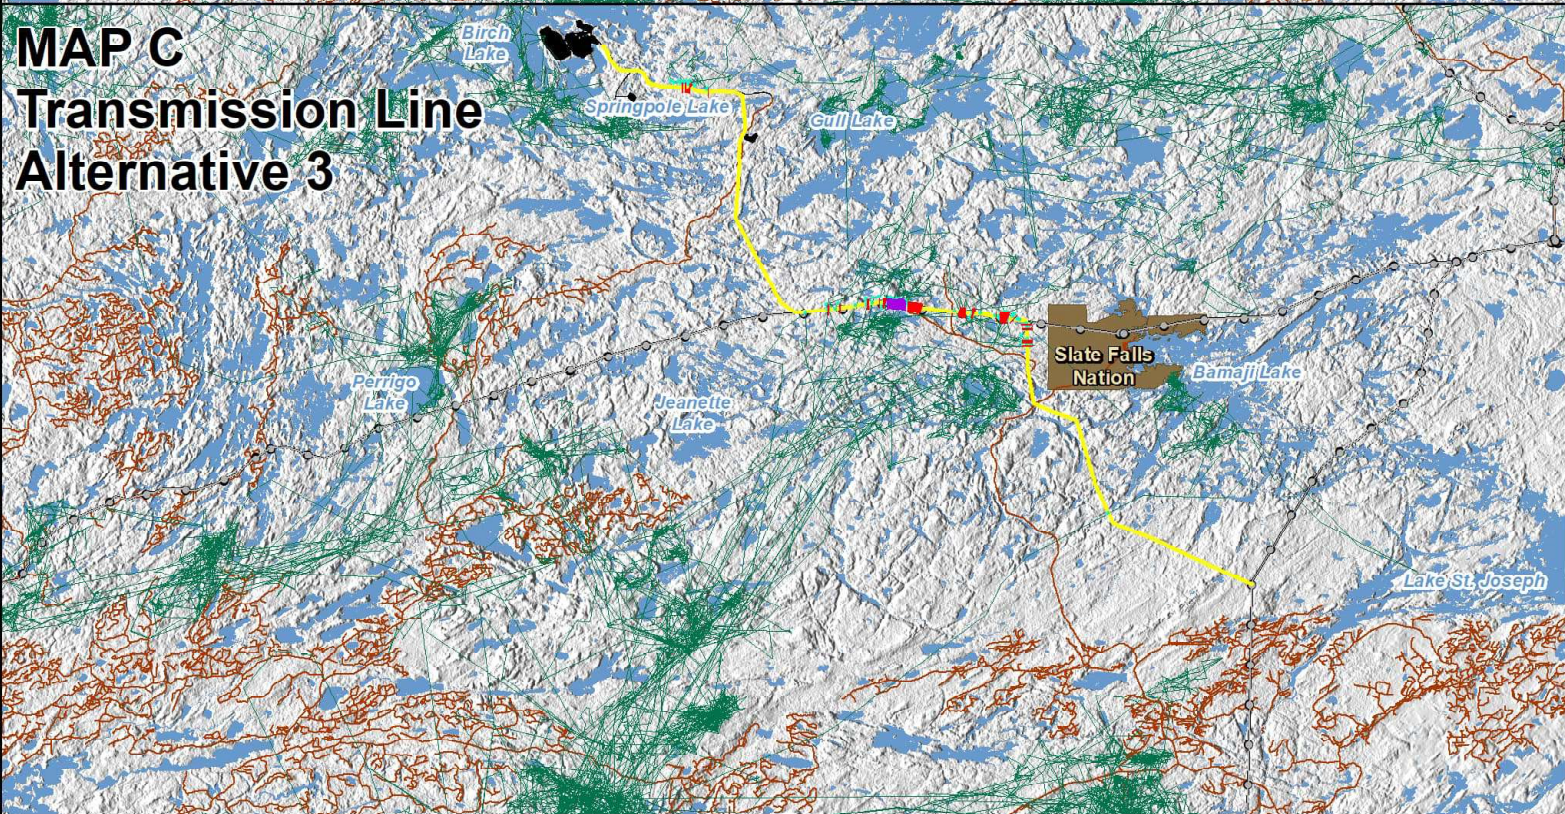 MAP C
Transmission Line
Alternative 3
Birch
Lake
Springpole Lake
Gull Lake
Slate Falls
Nation
Bamaji Lake
Perrigo
Lake
Jeanette
Lake
Lake St. Joseph